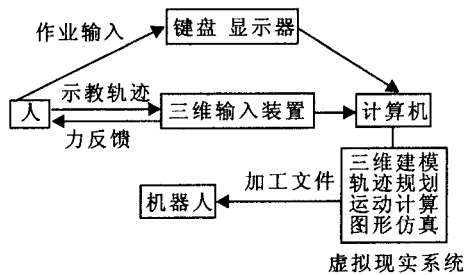 作业输入
键盘 显示器
人
示教轨迹
力反馈
三维输入装置
计算机
三维建模
轨迹规划
运动计算
图形仿真
加工文件
机器人
虚拟现实系统